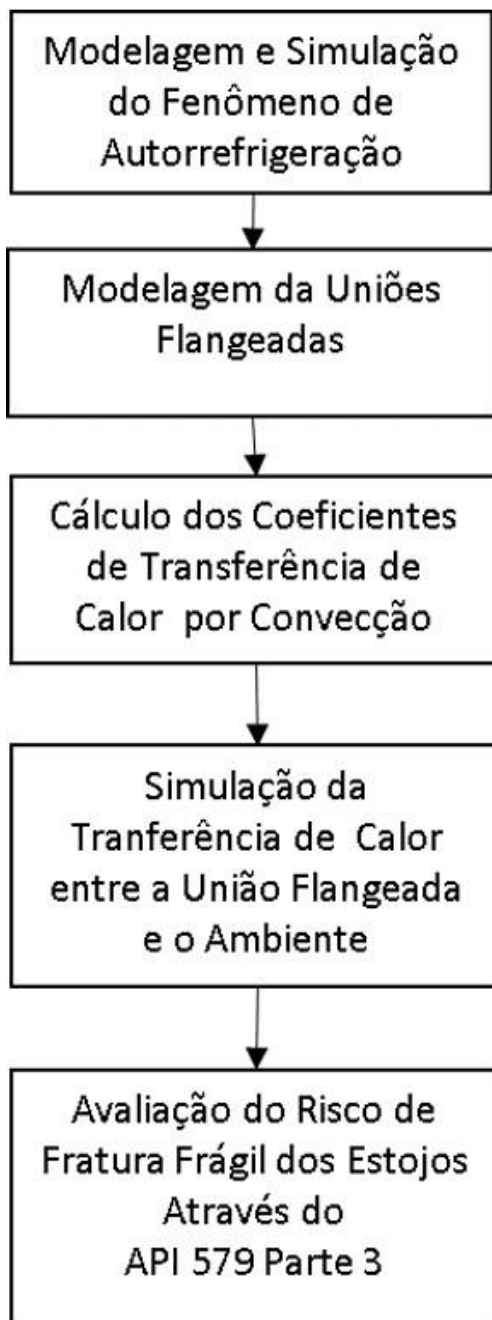 Modelagem e Simulação
do Fenômeno de
Autorrefrigeração
Modelagem da Uniões
Flangeadas
Cálculo dos Coeficientes
de Transferência de
Calor por Convecção
Simulação da
Tranferência de Calor
entre a União Flangeada
e o Ambiente
Avaliação do Risco de
Fratura Frágil dos Estojos
Através do
API 579 Parte 3